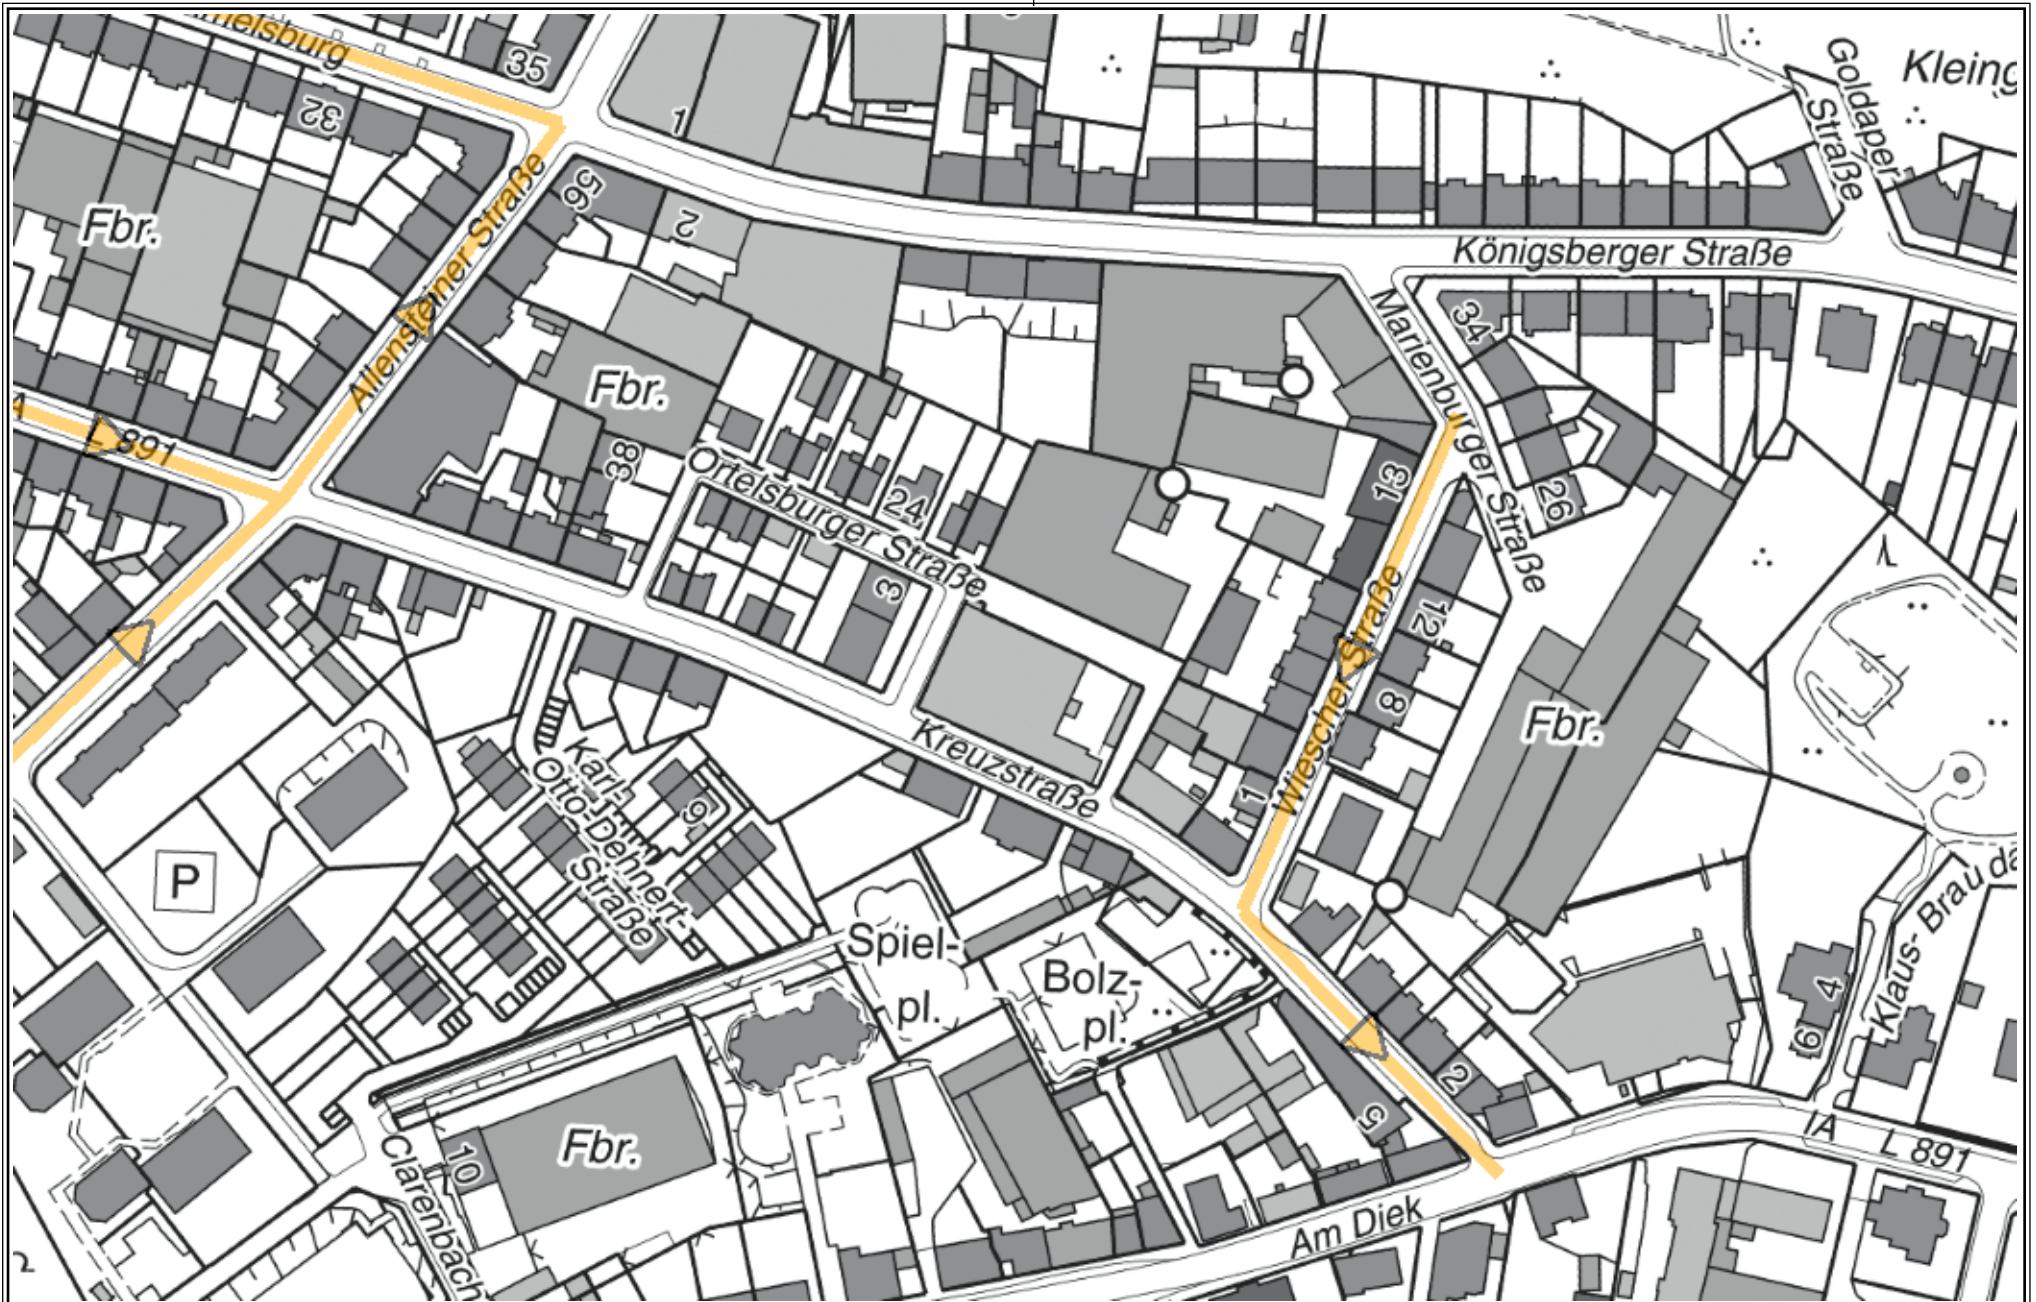 35
32
1
Goldaper
Straße
Kleing
Fbr.
56
2
Allensteiner Straße
Königsberger Straße
Marienburger Straße
34
Fbr.
L 891
38
Ortelsburger Straße
24
3
13
26
12
Wiescher Straße
8
1
Fbr.
Kreuzstraße
Karl-
Otto-Dehnert-
Straße
9
P
Spiel-
pl.
Bolz-
pl.
Klaus-
4
6
2
5
Fbr.
10
Clarenbach
Am Diek
L 891